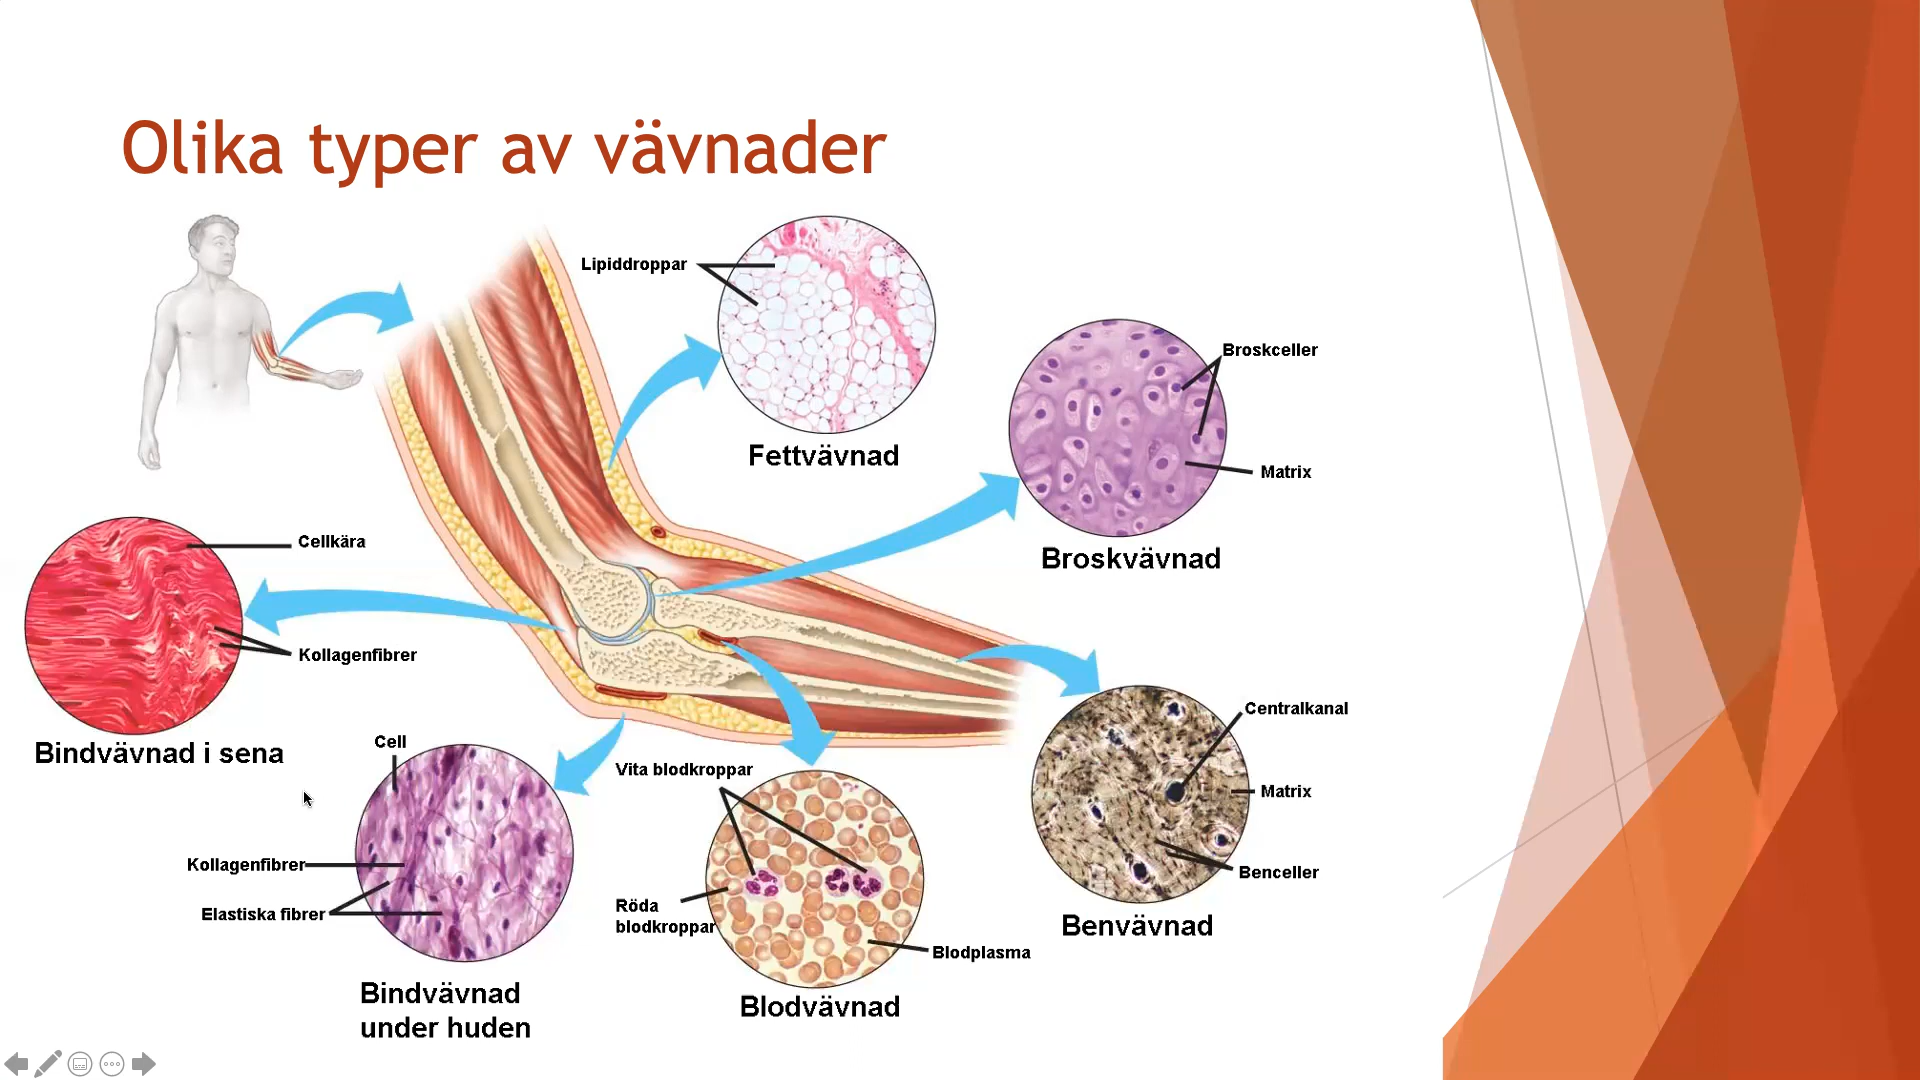 Olika typer av vävnader
Lipiddroppar
Fettvävnad
Broskceller
Matrix
Broskvävnad
Cellkära
Kollagenfibrer
Bindvävnad i sena
Cell
Kollagenfibrer
Elastiska fibrer
Bindvävnad
under huden
Vita blodkroppar
Röda
blodkroppar
Blodplasma
Blodvävnad
Centralkanal
Matrix
Benceller
Benvävnad